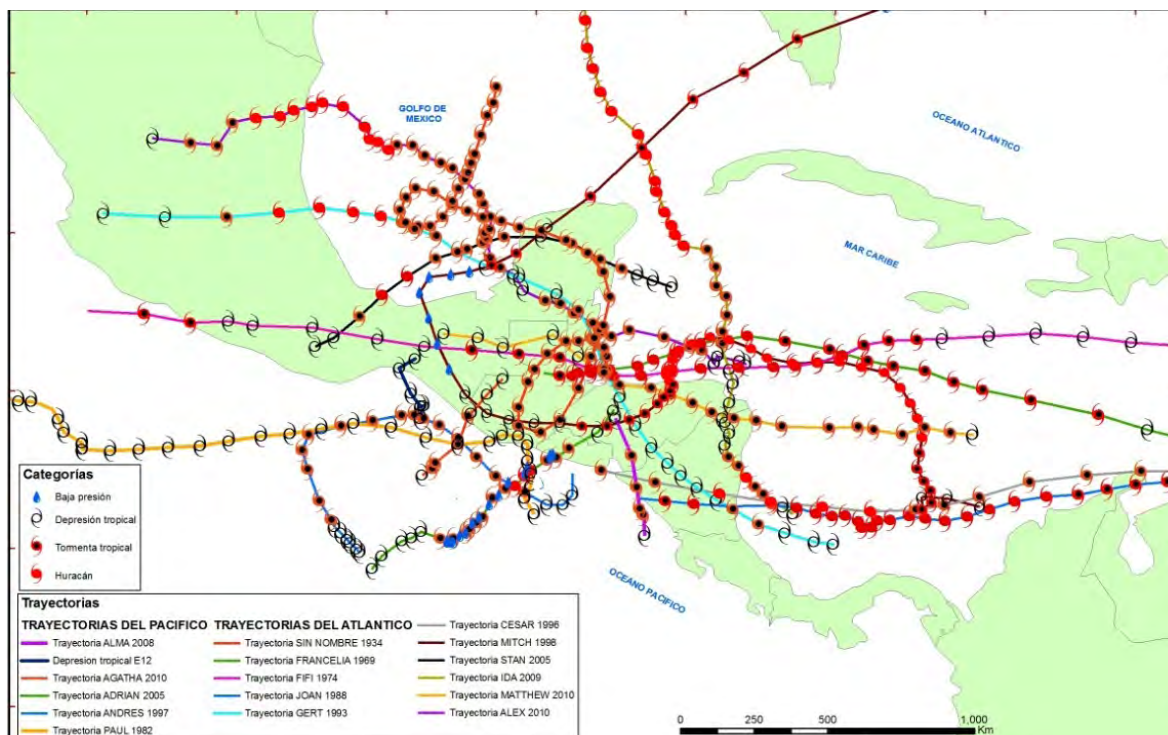 GOLFO DE
MEXICO
OCEANO ATLANTICO
MAR CARIBE
OCEANO PACIFICO
Categorías
Baja presión
Depresión tropical
Tormenta tropical
Huracán
Trayectorias
TRAYECTORIAS DEL PACIFICO
Trayectoria ALMA 2008
Depresion tropical E12
Trayectoria AGATHA 2010
Trayectoria ADRIAN 2005
Trayectoria ANDRES 1997
Trayectoria PAUL 1982
TRAYECTORIAS DEL ATLANTICO
Trayectoria SIN NOMBRE 1934
Trayectoria FRANCELIA 1969
Trayectoria FIFI 1974
Trayectoria JOAN 1988
Trayectoria GERT 1993
Trayectoria CESAR 1996
Trayectoria MITCH 1998
Trayectoria STAN 2005
Trayectoria IDA 2009
Trayectoria MATTHEW 2010
Trayectoria ALEX 2010
0 250 500 1,000
Km